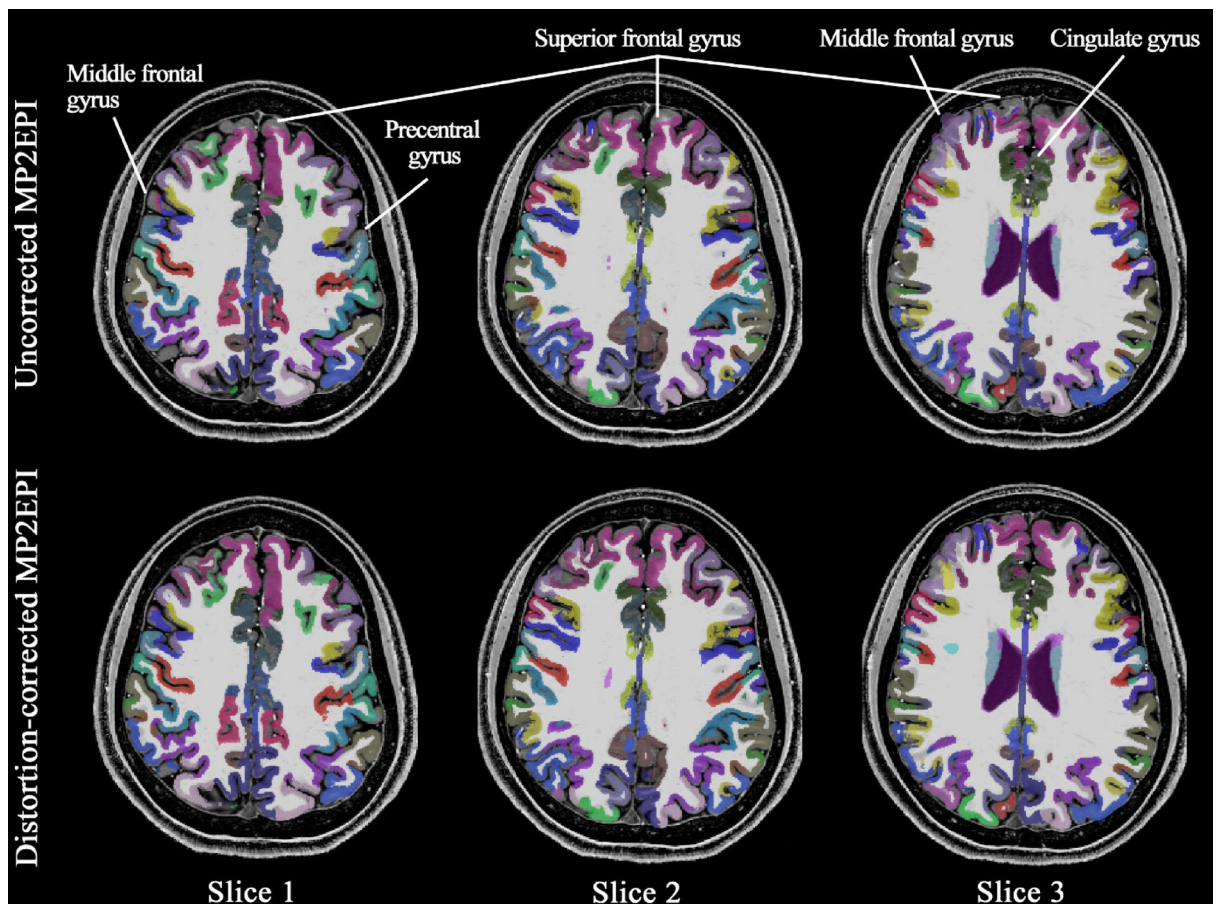 Superior frontal gyrus
Middle frontal gyrus
Cingulate gyrus
Middle frontal
gyrus
Precentral
gyrus
Uncorrected MP2EPI
Distortion-corrected MP2EPI
Slice 1
Slice 2
Slice 3